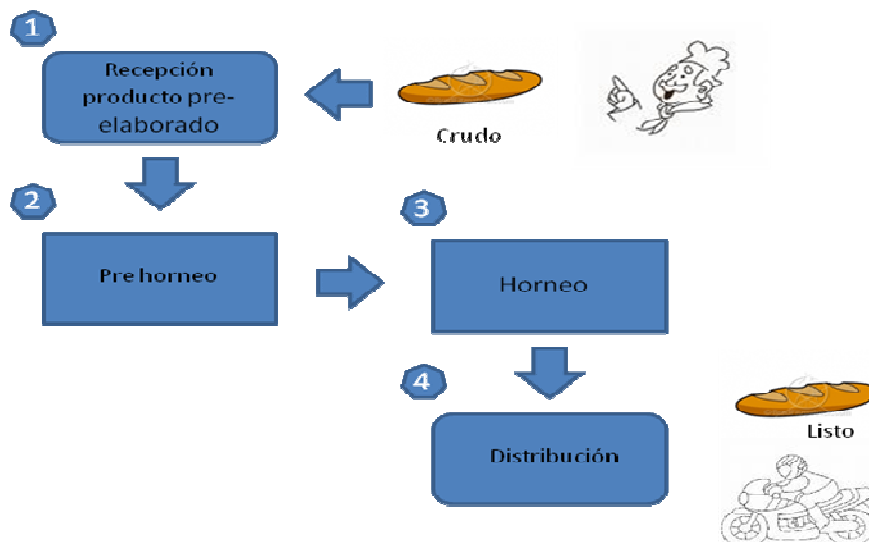 1
Recepción
producto pre-
elaborado
Crudo
2
Pre horneo
3
Horneo
4
Distribución
Listo